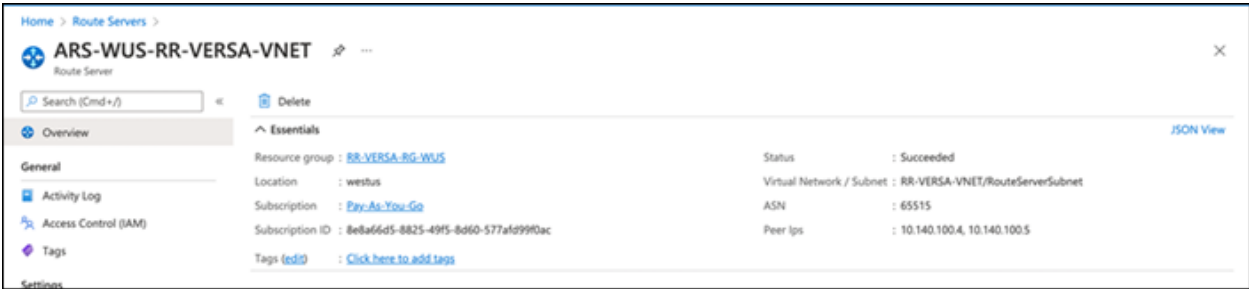 Home > Route Servers >
ARS-WUS-RR-VERSA-VNET
Route Server
Search (Cmd+/)
Overview
General
Activity Log
Access Control (IAM)
Tags
Settings
Delete
Essentials
JSON View
Resource group : RR-VERSA-RG-WUS
Location : westus
Subscription : Pay-As-You-Go
Subscription ID : 8e8a66d5-8825-49f5-8d60-577afd99f0ac
Tags (edit) : Click here to add tags
Status : Succeeded
Virtual Network / Subnet : RR-VERSA-VNET/RouteServerSubnet
ASN : 65515
Peer Ips : 10.140.100.4, 10.140.100.5